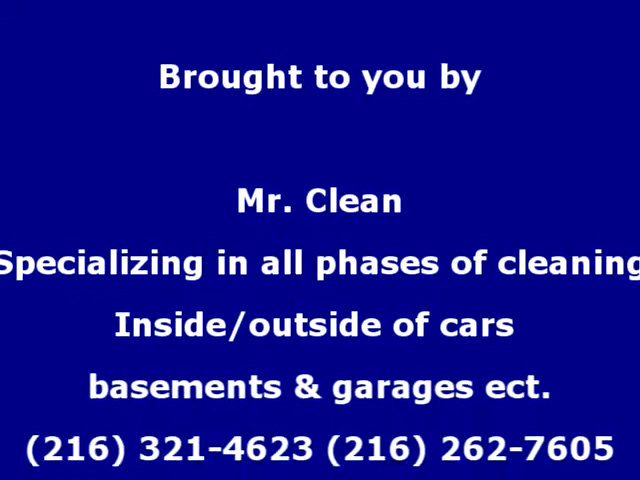 Brought to you by
Mr. Clean
Specializing in all phases of cleaning
Inside/outside of cars
basements & garages ect.
(216) 321-4623 (216) 262-7605